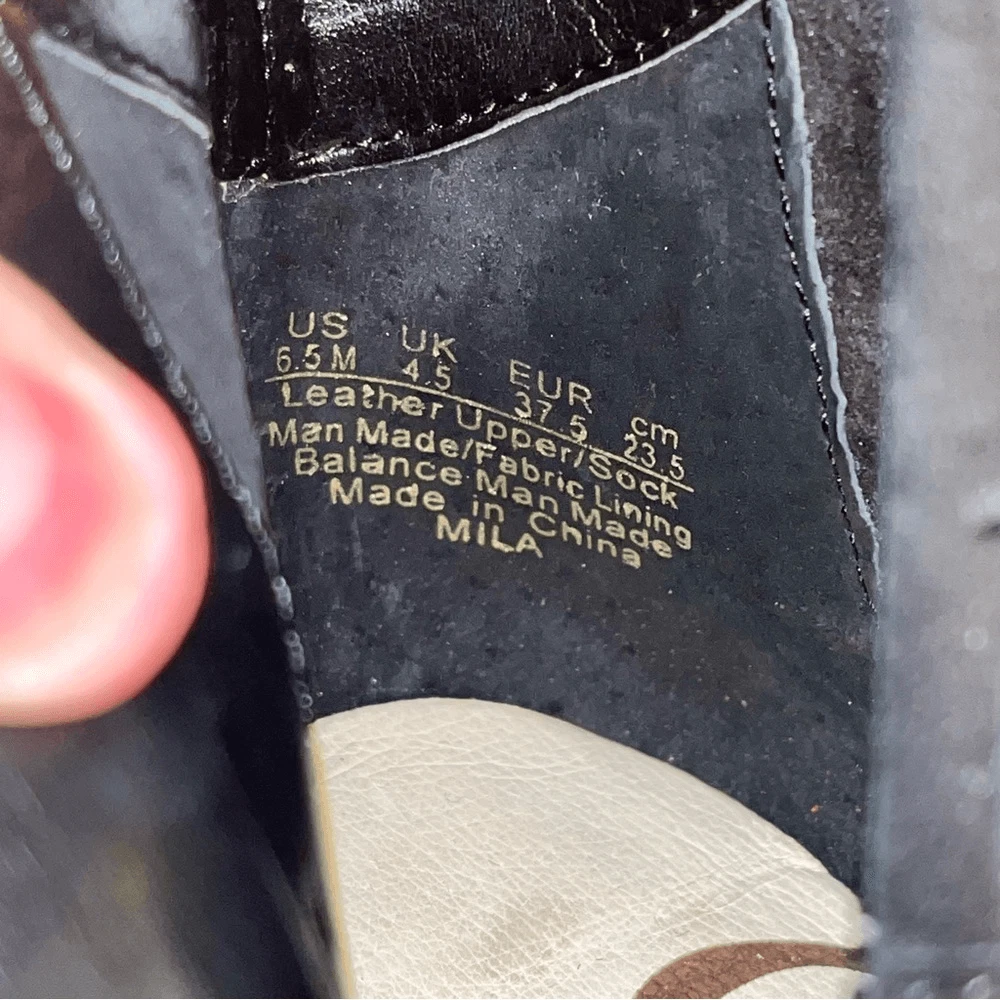 US UK EUR cm
6.5M 4.5 37.5 23.5
Leather Upper/Sock
Man Made/Fabric Lining
Balance Man Made
Made in China
MILA